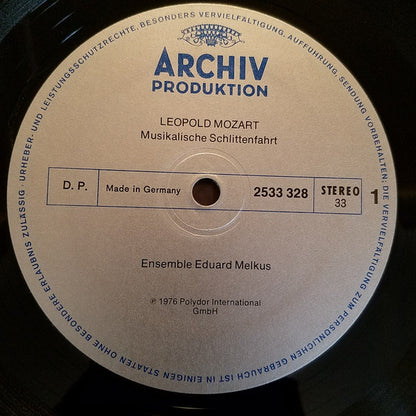 ARCHIV
PRODUKTION
LEOPOLD MOZART
Musikalische Schlittenfahrt
D. P.
Made in Germany
2533 328
STEREO
33
1
Ensemble Eduard Melkus
℗ 1976 Polydor International
GmbH
URHEBER- UND LEISTUNGSSCHUTZRECHTE, BESONDERS VERVIELFÄLTIGUNG, AUFFÜHRUNG, SENDUNG VORBEHALTEN; DIE VERVIELFÄLTIGUNG ZUM PERSÖNLICHEN GEBRAUCH IST IN EINIGEN STAATEN OHNE BESONDERE ERLAUBNIS ZULÄSSIG ·